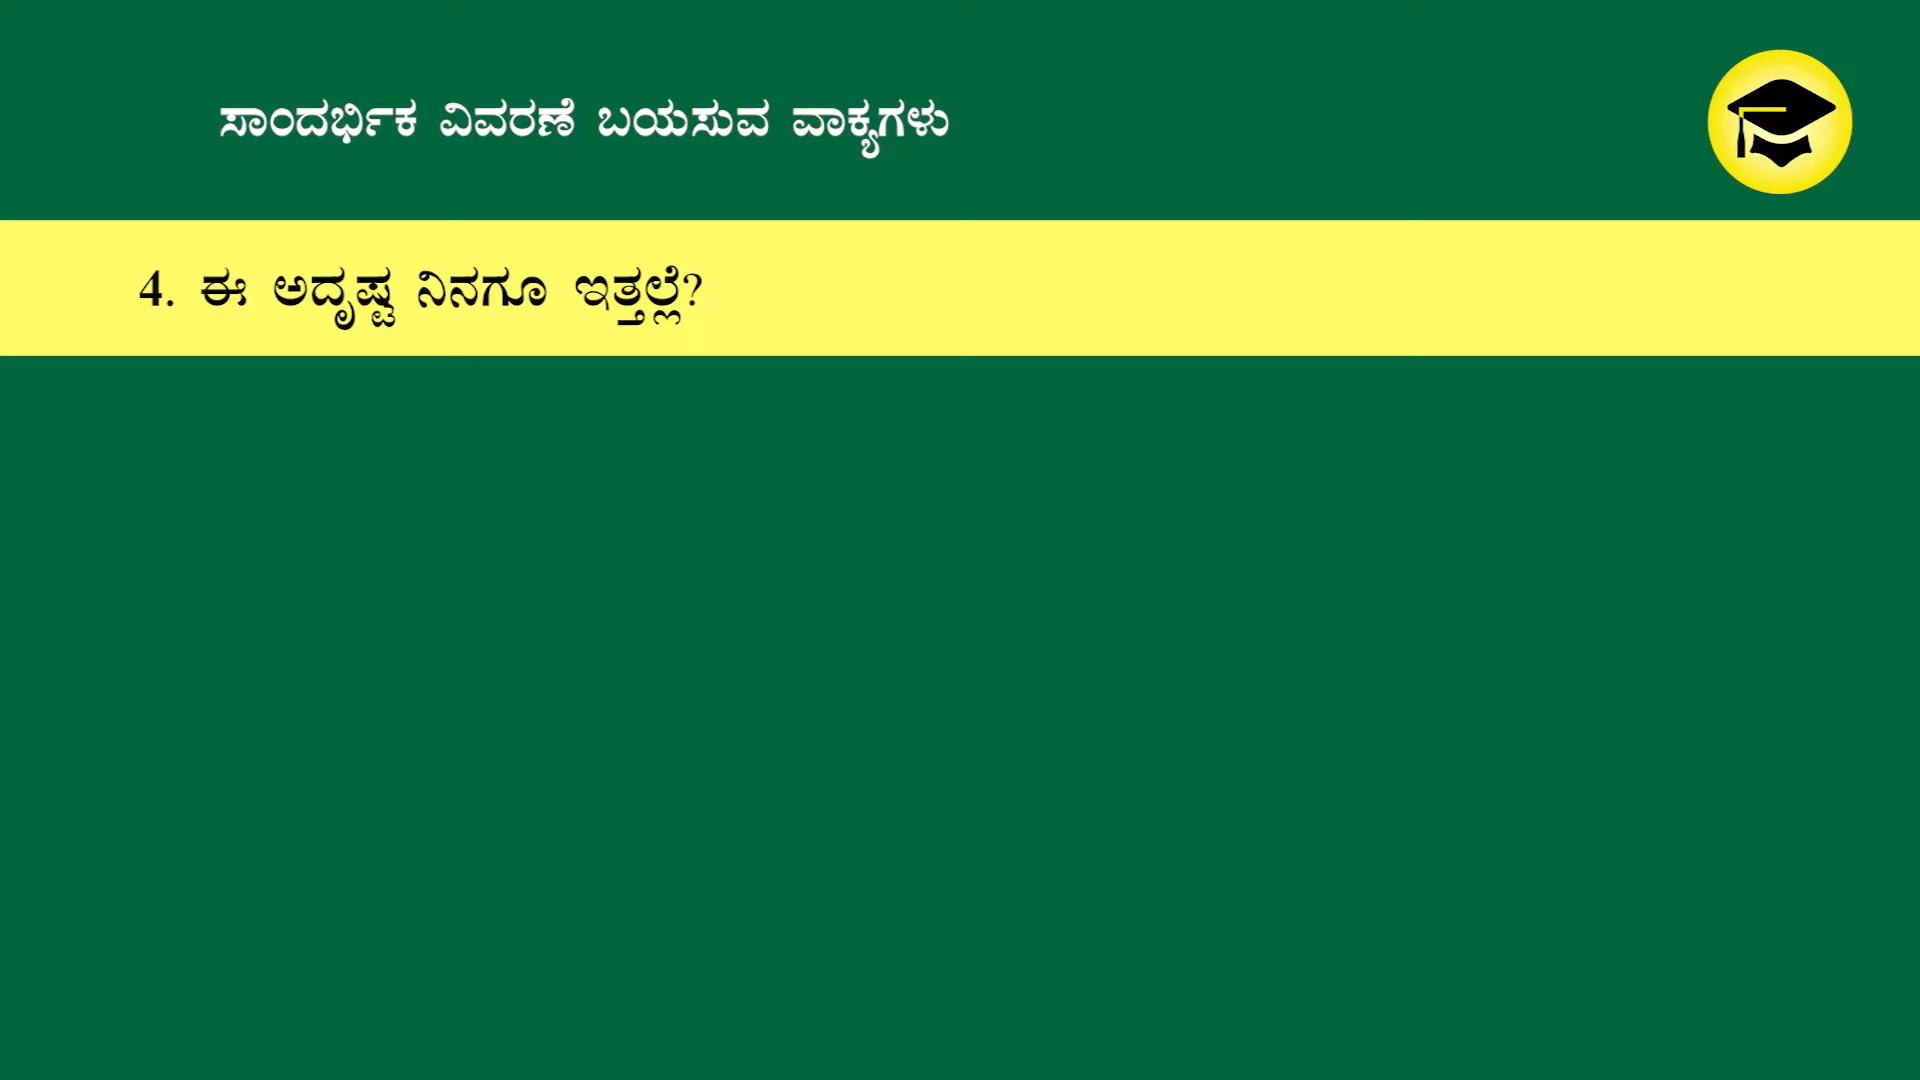 ಸಾಂದರ್ಭಿಕ ವಿವರಣೆ ಬಯಸುವ ವಾಕ್ಯಗಳು
4. ಈ ಅದೃಷ್ಟ ನಿನಗೂ ಇತ್ತಲ್ಲೆ?